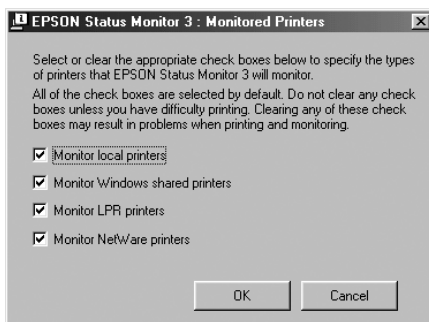 EPSON Status Monitor 3 : Monitored Printers
Select or clear the appropriate check boxes below to specify the types
of printers that EPSON Status Monitor 3 will monitor.
All of the check boxes are selected by default. Do not clear any check
boxes unless you have difficulty printing. Clearing any of these check
boxes may result in problems when printing and monitoring.
Monitor local printers
Monitor Windows shared printers
Monitor LPR printers
Monitor NetWare printers
OK
Cancel